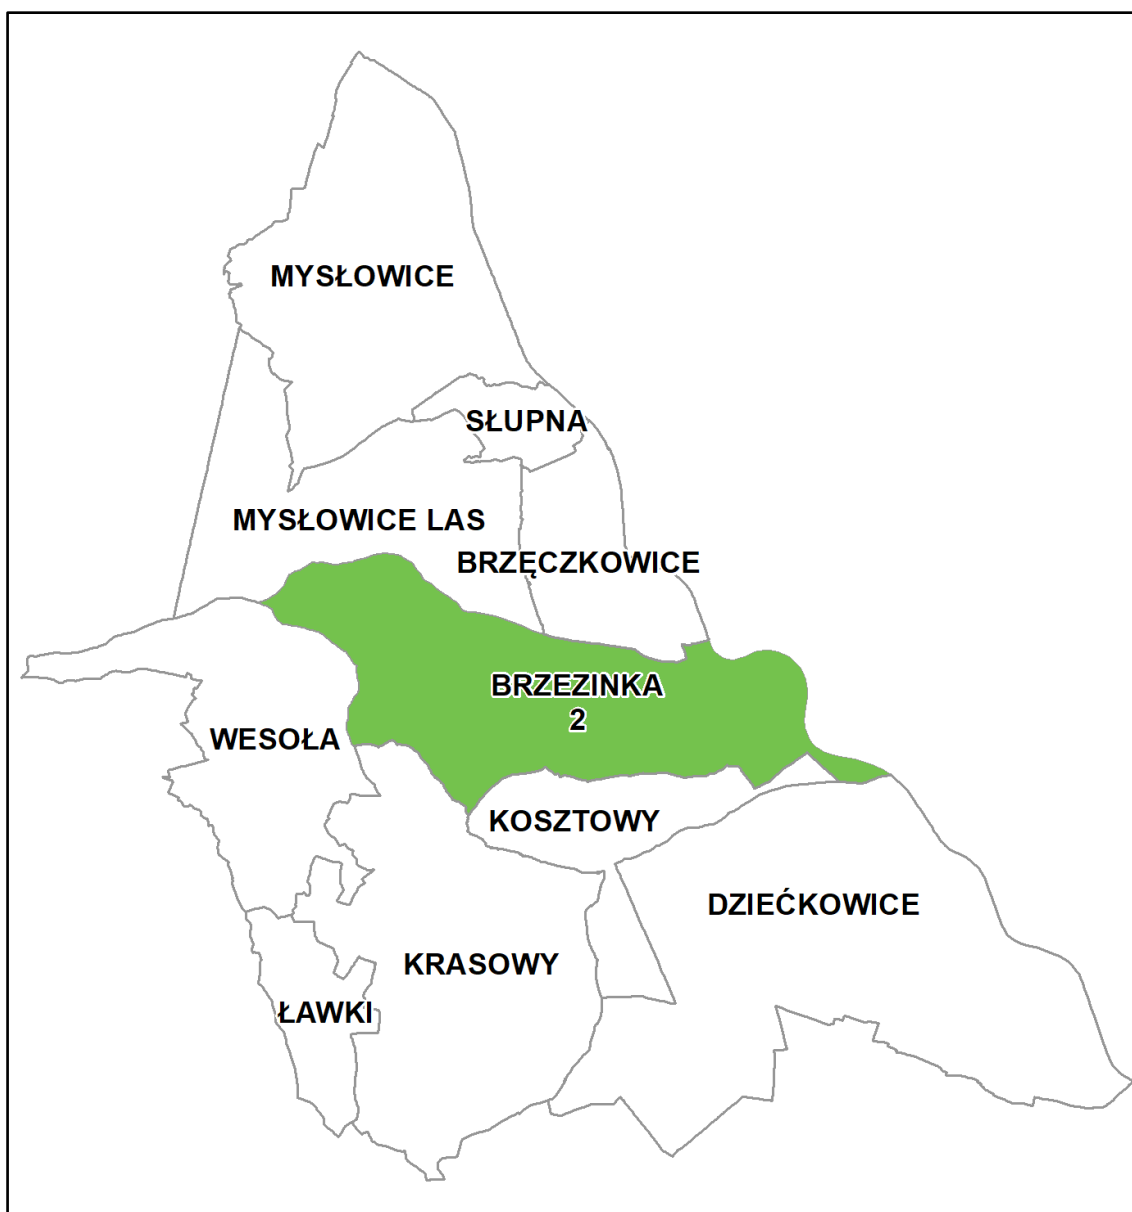 MYSŁOWICE
SŁUPNA
MYSŁOWICE LAS
BRZĘCZKOWICE
BRZEZINKA
2
WESOŁA
KOSZTOWY
DZIEĆKOWICE
KRASOWY
ŁAWKI